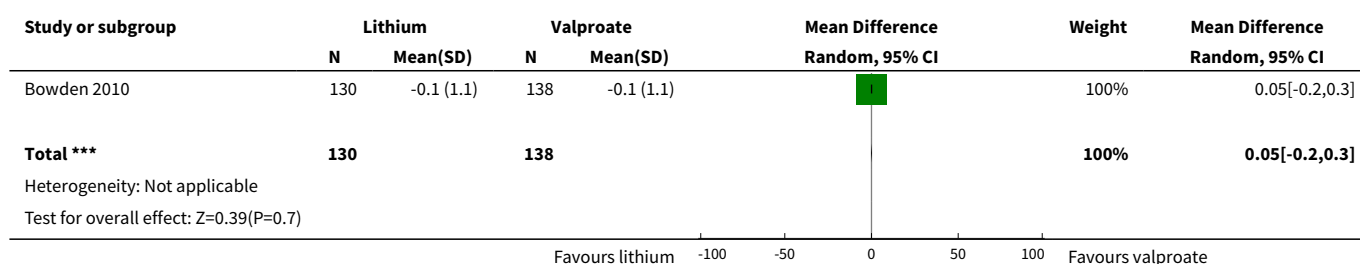 Study or subgroup Lithium Valproate Mean Difference Weight Mean Difference
N Mean(SD) N Mean(SD) Random, 95% CI Random, 95% CI
Bowden 2010 130 -0.1 (1.1) 138 -0.1 (1.1) 100% 0.05[-0.2,0.3]
Total *** 130 138 100% 0.05[-0.2,0.3]
Heterogeneity: Not applicable
Test for overall effect: Z=0.39(P=0.7)
Favours lithium -100 -50 0 50 100 Favours valproate